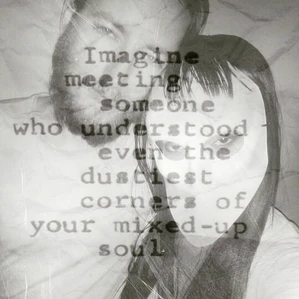 Imagine
meeting
someone
who understood
even the
dustiest
corners of
your mixed-up
soul